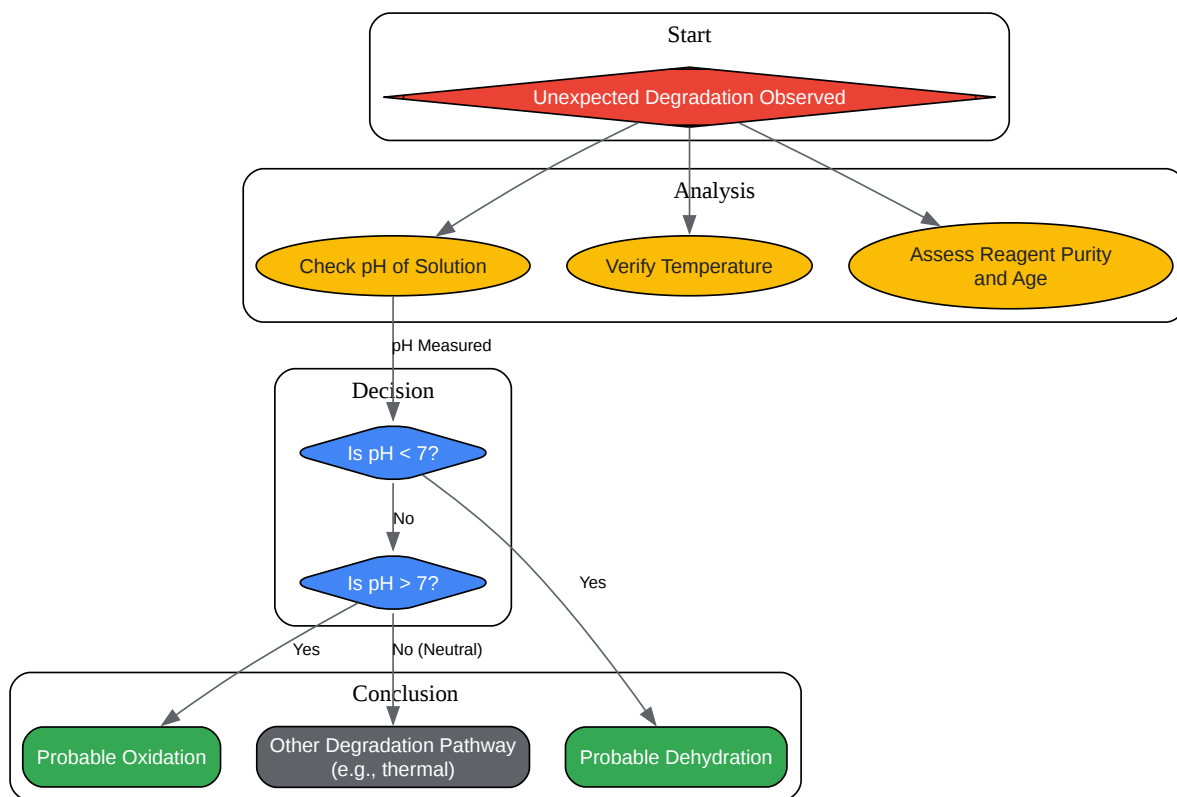 Start
Unexpected Degradation Observed
Analysis
Check pH of Solution
Verify Temperature
Assess Reagent Purity
and Age
pH Measured
Decision
Is pH < 7?
No
Is pH > 7?
Yes
Yes
No (Neutral)
Conclusion
Probable Oxidation
Other Degradation Pathway
(e.g., thermal)
Probable Dehydration